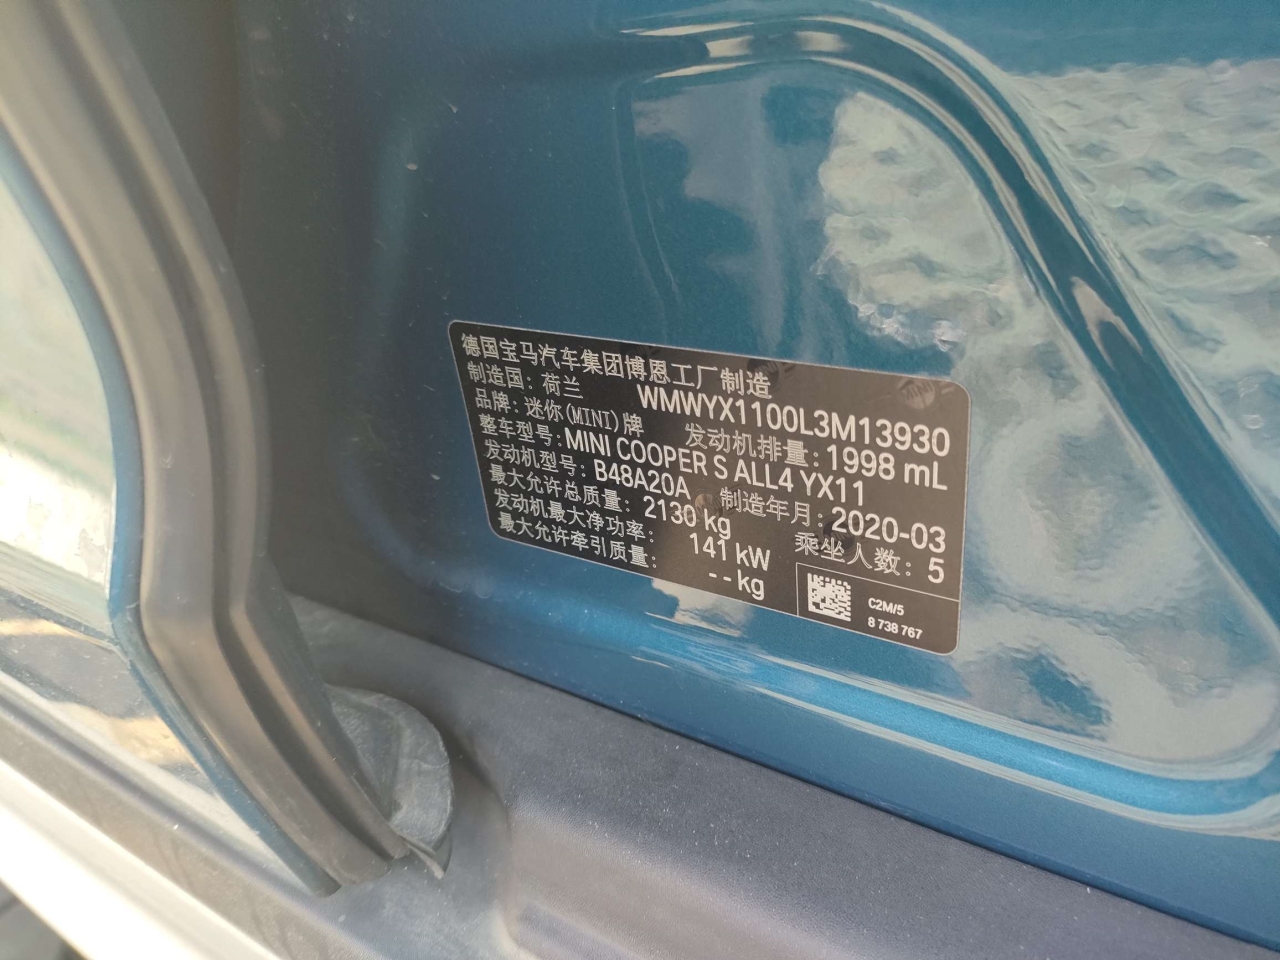 德国宝马汽车集团博恩工厂制造
制造国：荷兰 WMWYX1100L3M13930
品牌：迷你(MINI)牌 发动机排量：1998 mL
整车型号：MINI COOPER S ALL4 YX11
发动机型号：B48A20A 制造年月：2020-03
最大允许总质量：2130 kg 乘坐人数：5
发动机最大净功率：141 kW
最大允许牵引质量：--kg
C2M/5
8 738 767